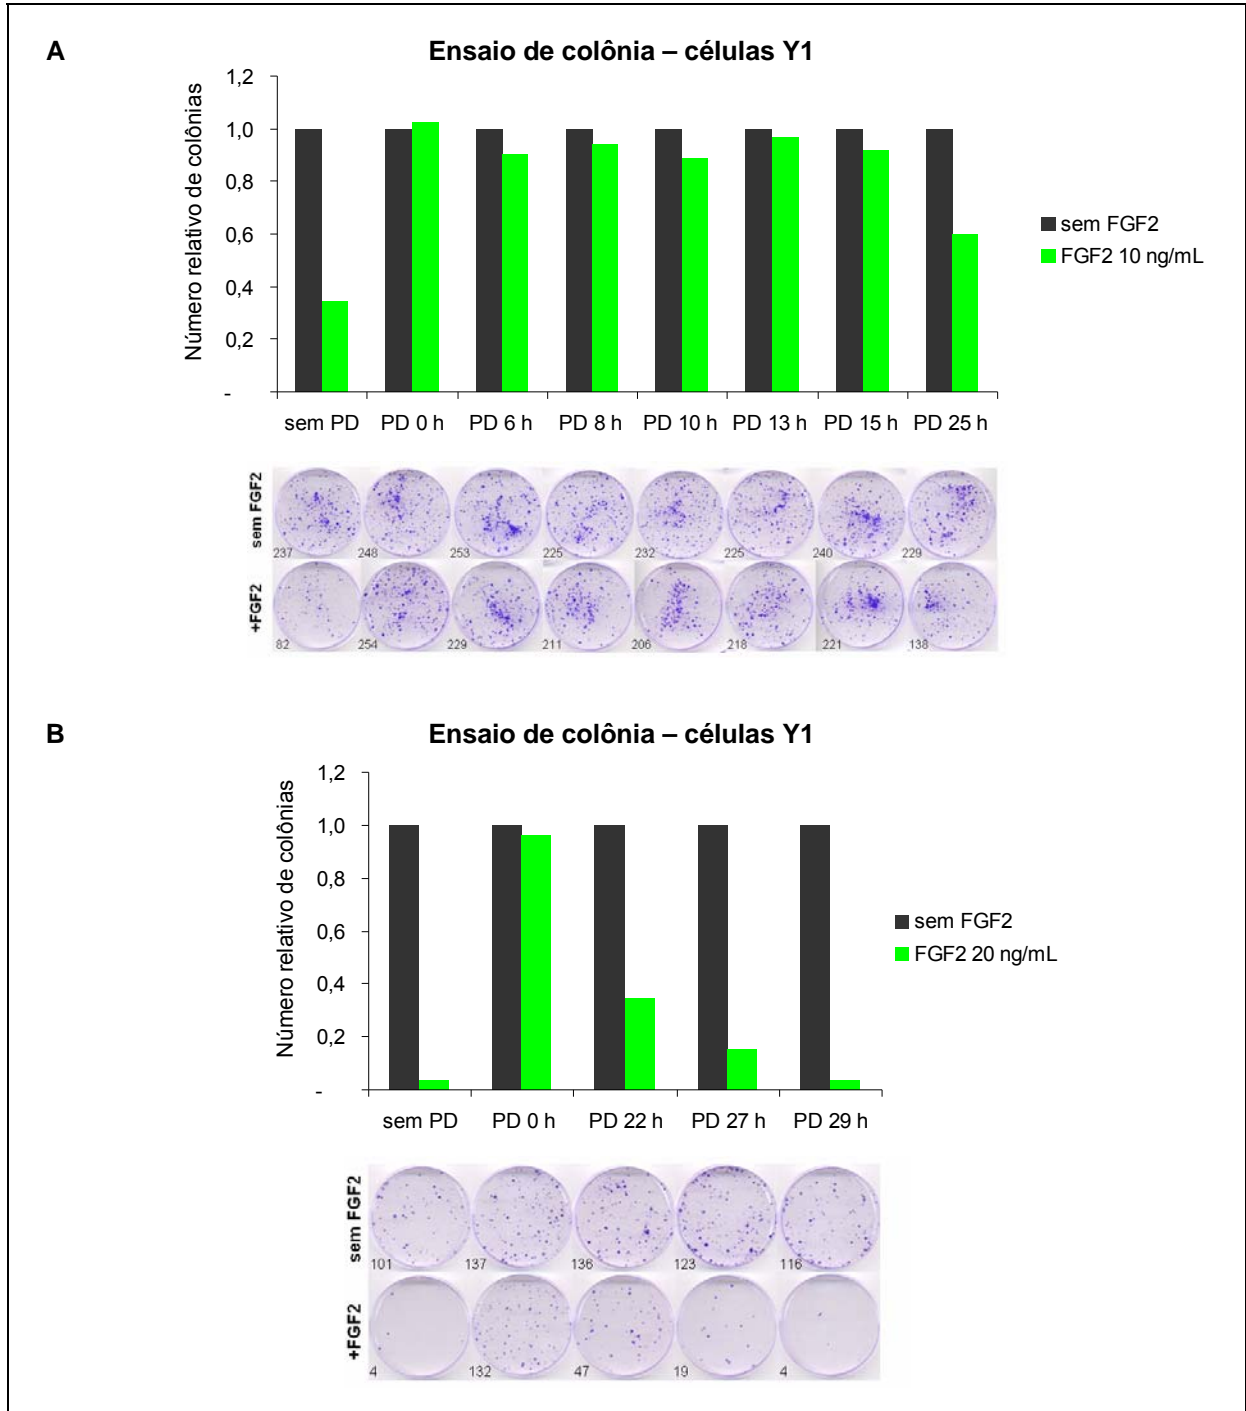 A
Ensaio de colônia – células Y1
Número relativo de colônias
1,2
1,0
0,8
0,6
0,4
0,2
-
sem PD PD 0 h PD 6 h PD 8 h PD 10 h PD 13 h PD 15 h PD 25 h
sem FGF2
FGF2 10 ng/mL
sem FGF2
237 248 253 225 232 225 240 229
+FGF2
82 254 229 211 206 218 221 138
B
Ensaio de colônia – células Y1
Número relativo de colônias
1,2
1,0
0,8
0,6
0,4
0,2
-
sem PD PD 0 h PD 22 h PD 27 h PD 29 h
sem FGF2
FGF2 20 ng/mL
sem FGF2
101 137 136 123 116
+FGF2
4 132 47 19 4